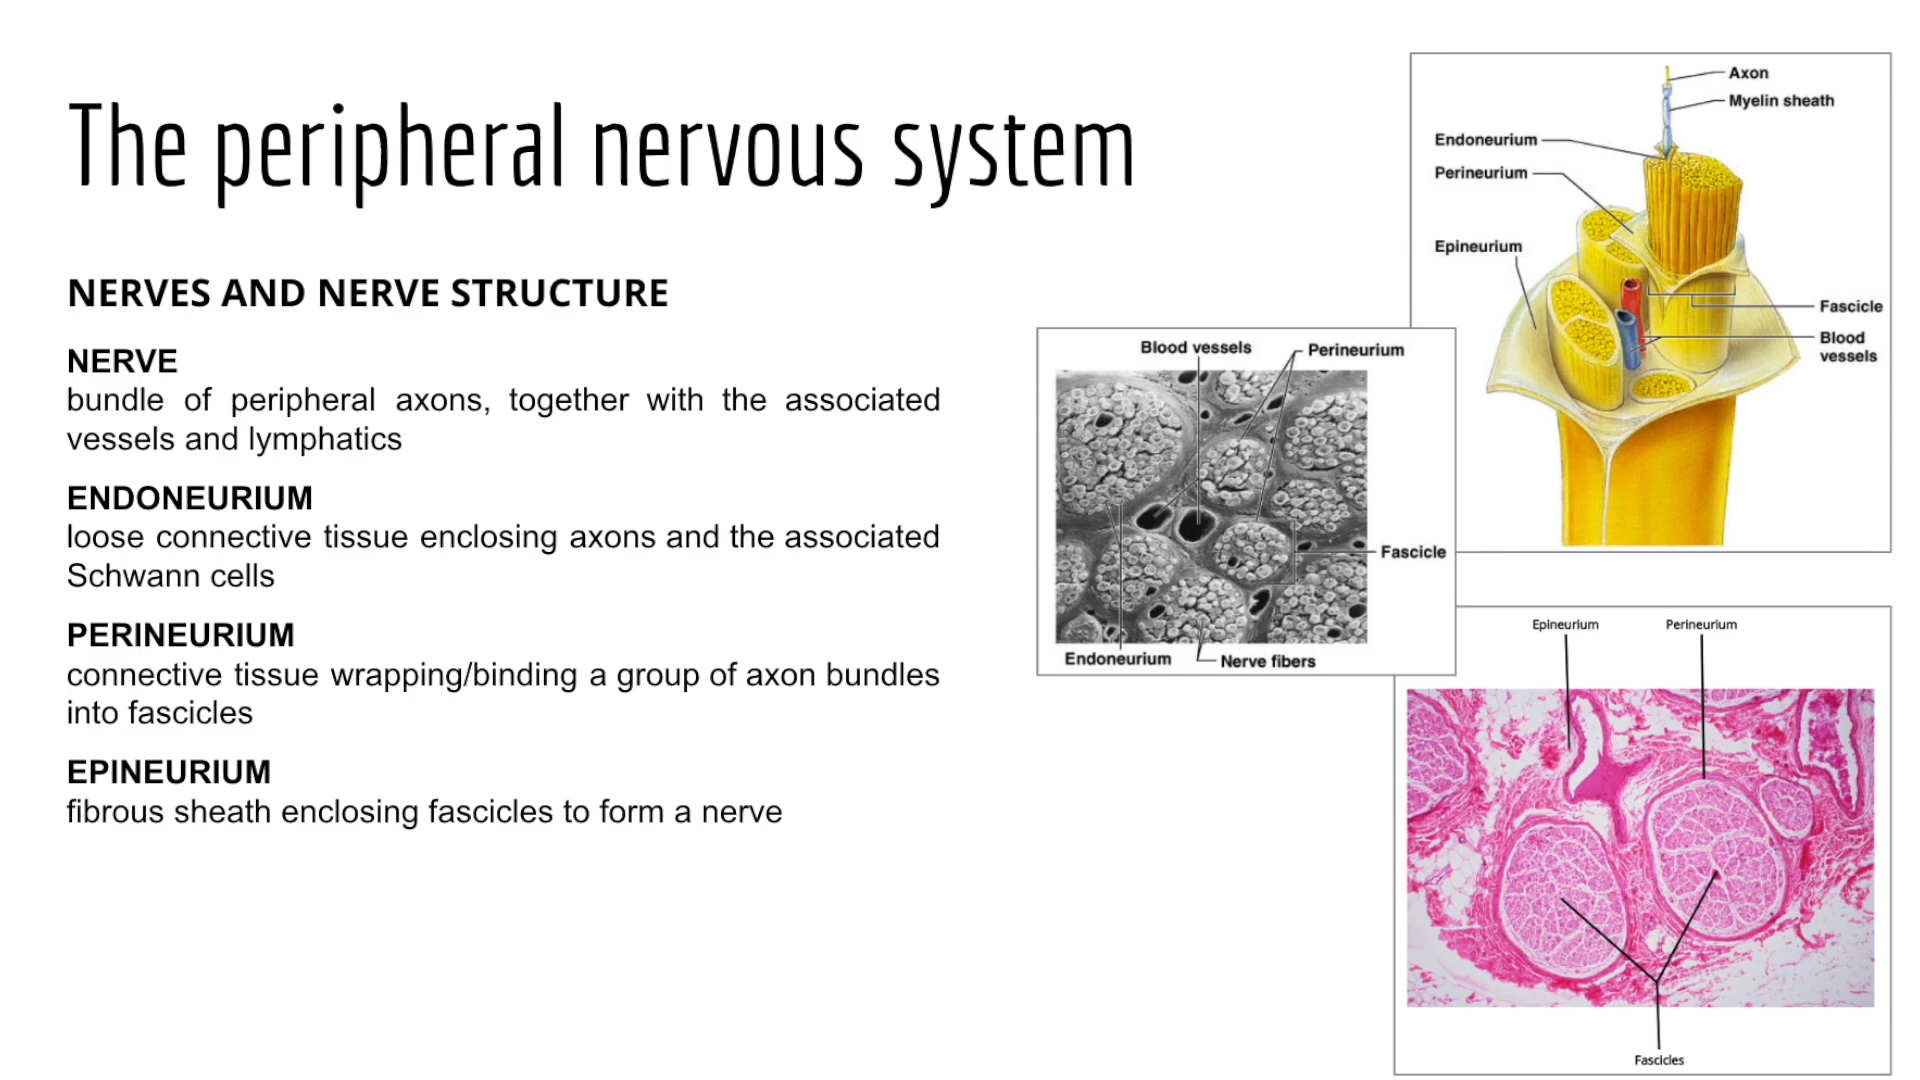 The peripheral nervous system
NERVES AND NERVE STRUCTURE
NERVE
bundle of peripheral axons, together with the associated
vessels and lymphatics
ENDONEURIUM
loose connective tissue enclosing axons and the associated
Schwann cells
PERINEURIUM
connective tissue wrapping/binding a group of axon bundles
into fascicles
EPINEURIUM
fibrous sheath enclosing fascicles to form a nerve
Axon
Myelin sheath
Endoneurium
Perineurium
Epineurium
Fascicle
Blood
vessels
Blood vessels
Perineurium
Fascicle
Endoneurium
Nerve fibers
Epineurium
Perineurium
Fascicles